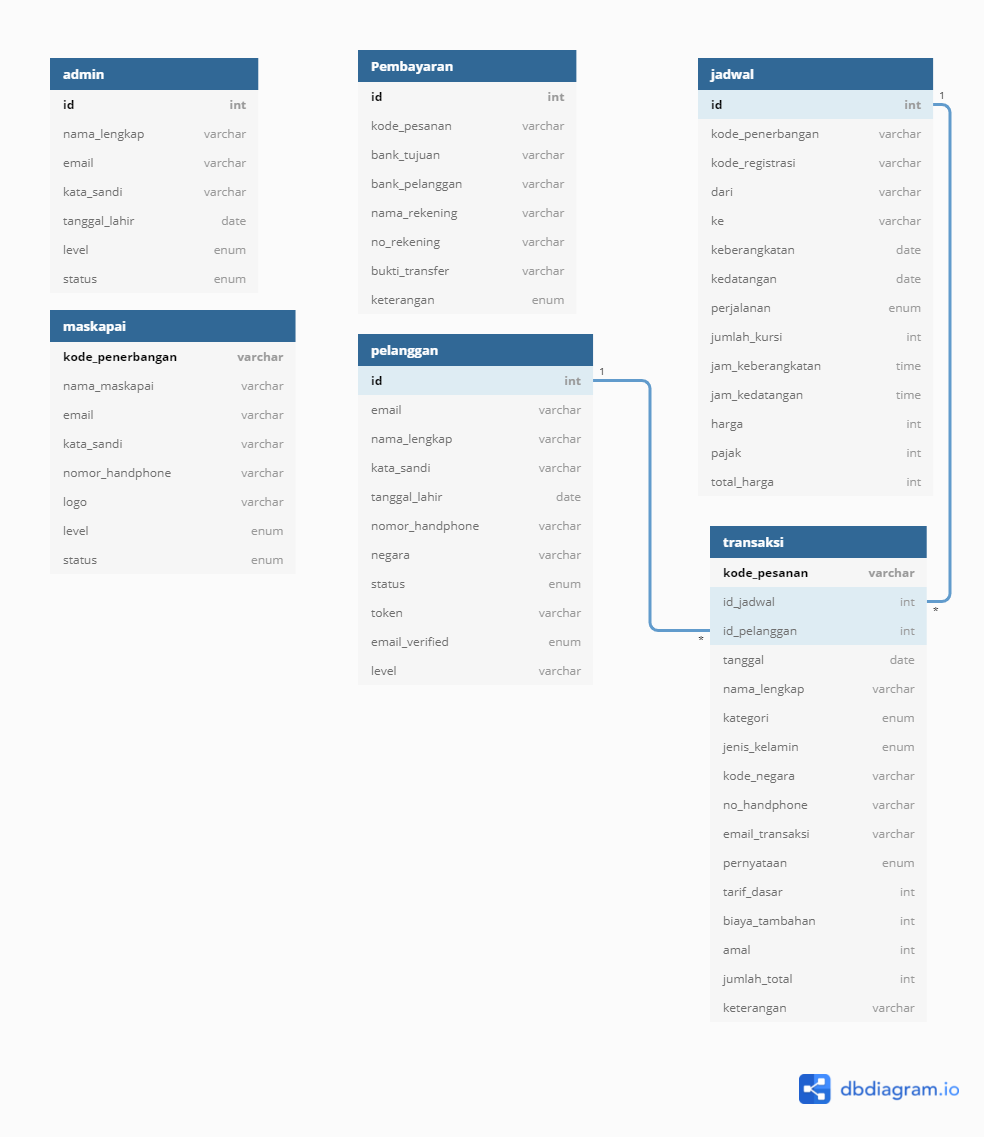 admin
id int
nama_lengkap varchar
email varchar
kata_sandi varchar
tanggal_lahir date
level enum
status enum
maskapai
kode_penerbangan varchar
nama_maskapai varchar
email varchar
kata_sandi varchar
nomor_handphone varchar
logo varchar
level enum
status enum
Pembayaran
id int
kode_pesanan varchar
bank_tujuan varchar
bank_pelanggan varchar
nama_rekening varchar
no_rekening varchar
bukti_transfer varchar
keterangan enum
pelanggan
id int
1
email varchar
nama_lengkap varchar
kata_sandi varchar
tanggal_lahir date
nomor_handphone varchar
negara varchar
status enum
token varchar
email_verified enum
level varchar
jadwal
id int
1
kode_penerbangan varchar
kode_registrasi varchar
dari varchar
ke varchar
keberangkatan date
kedatangan date
perjalanan enum
jumlah_kursi int
jam_keberangkatan time
jam_kedatangan time
harga int
pajak int
total_harga int
transaksi
kode_pesanan varchar
id_jadwal int
*
id_pelanggan int
*
tanggal date
nama_lengkap varchar
kategori enum
jenis_kelamin enum
kode_negara varchar
no_handphone varchar
email_transaksi varchar
pernyataan enum
tarif_dasar int
biaya_tambahan int
amal int
jumlah_total int
keterangan varchar
dbdiagram.io